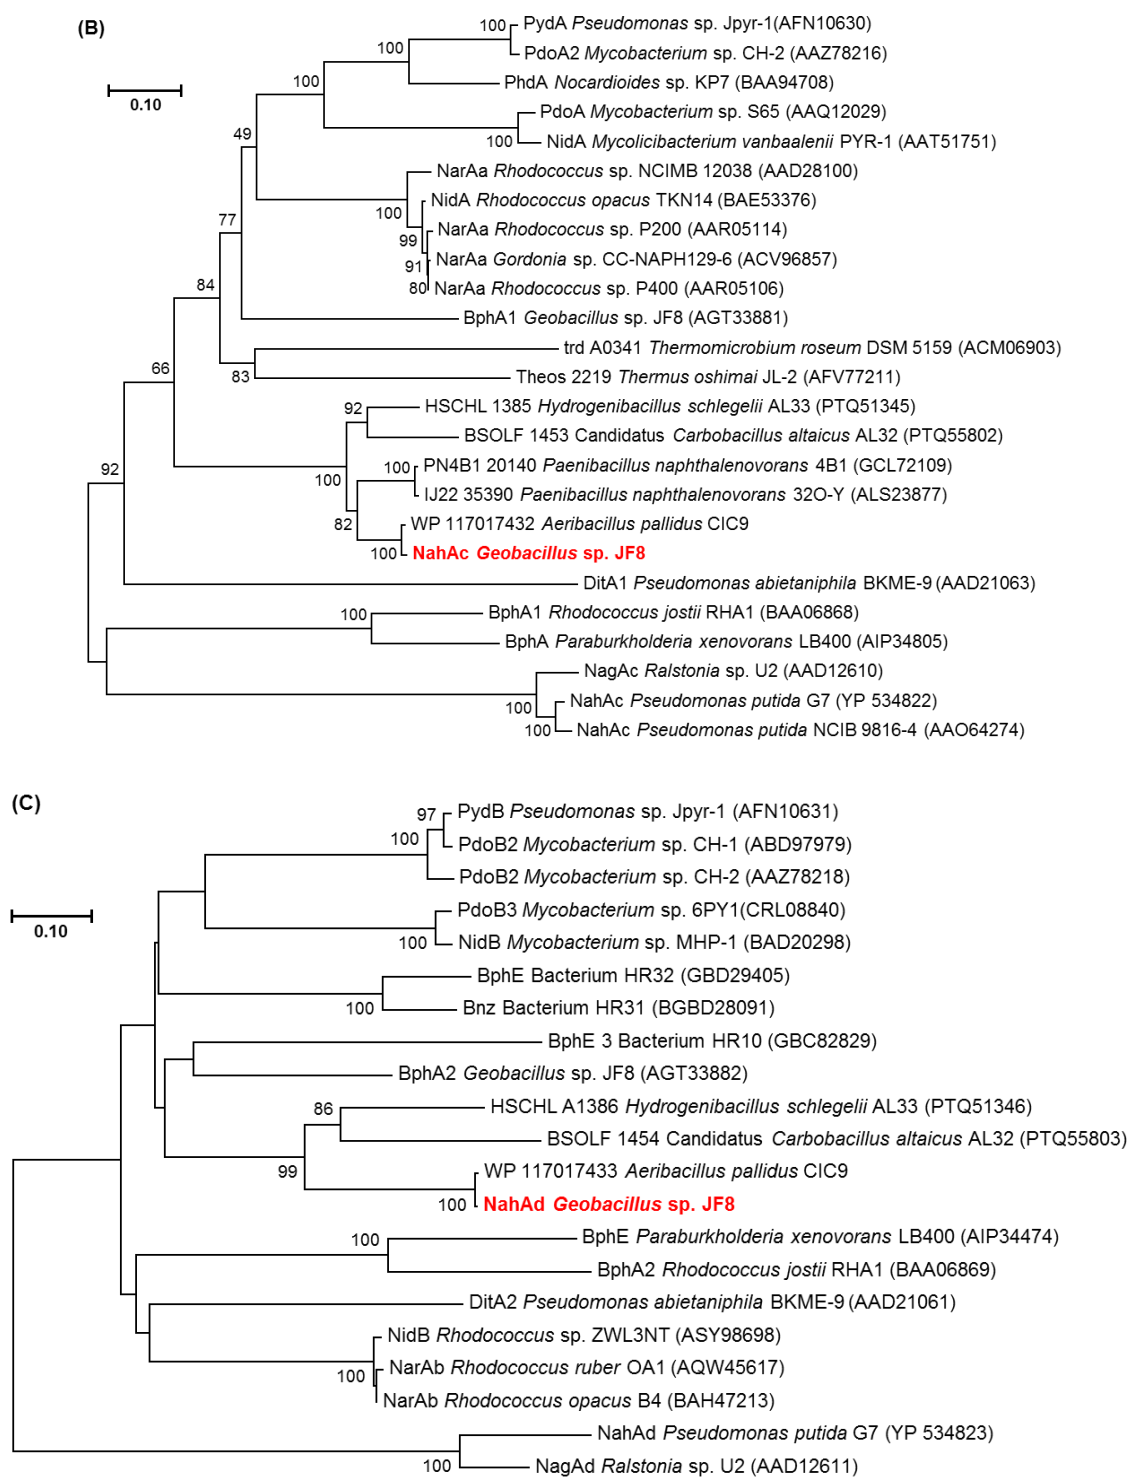 (B)
0.10
100 PydA Pseudomonas sp. Jpyr-1(AFN10630)
100 PdoA2 Mycobacterium sp. CH-2 (AAZ78216)
100 PhdA Nocardioides sp. KP7 (BAA94708)
PdoA Mycobacterium sp. S65 (AAQ12029)
100 NidA Mycolicibacterium vanbaalenii PYR-1 (AAT51751)
49
NarAa Rhodococcus sp. NCIMB 12038 (AAD28100)
100 NidA Rhodococcus opacus TKN14 (BAE53376)
77 99 NarAa Rhodococcus sp. P200 (AAR05114)
91 NarAa Gordonia sp. CC-NAPH129-6 (ACV96857)
84 80 NarAa Rhodococcus sp. P400 (AAR05106)
BphA1 Geobacillus sp. JF8 (AGT33881)
trd A0341 Thermomicrobium roseum DSM 5159 (ACM06903)
66 83 Theos 2219 Thermus oshimai JL-2 (AFV77211)
92 HSCHL 1385 Hydrogenibacillus schlegelii AL33 (PTQ51345)
BSOLF 1453 Candidatus Carbobacillus altaicus AL32 (PTQ55802)
92 100 100 PN4B1 20140 Paenibacillus naphthalenovorans 4B1 (GCL72109)
IJ22 35390 Paenibacillus naphthalenovorans 32O-Y (ALS23877)
82 WP 117017432 Aeribacillus pallidus CIC9
100 NahAc Geobacillus sp. JF8
DitA1 Pseudomonas abietaniphila BKME-9 (AAD21063)
100 BphA1 Rhodococcus jostii RHA1 (BAA06868)
BphA Paraburkholderia xenovorans LB400 (AIP34805)
NagAc Ralstonia sp. U2 (AAD12610)
100 NahAc Pseudomonas putida G7 (YP 534822)
100 NahAc Pseudomonas putida NCIB 9816-4 (AAO64274)
(C)
0.10
97 PydB Pseudomonas sp. Jpyr-1 (AFN10631)
100 PdoB2 Mycobacterium sp. CH-1 (ABD97979)
PdoB2 Mycobacterium sp. CH-2 (AAZ78218)
PdoB3 Mycobacterium sp. 6PY1(CRL08840)
100 NidB Mycobacterium sp. MHP-1 (BAD20298)
BphE Bacterium HR32 (GBD29405)
100 Bnz Bacterium HR31 (BGBD28091)
BphE 3 Bacterium HR10 (GBC82829)
BphA2 Geobacillus sp. JF8 (AGT33882)
86 HSCHL A1386 Hydrogenibacillus schlegelii AL33 (PTQ51346)
BSOLF 1454 Candidatus Carbobacillus altaicus AL32 (PTQ55803)
99 WP 117017433 Aeribacillus pallidus CIC9
100 NahAd Geobacillus sp. JF8
100 BphE Paraburkholderia xenovorans LB400 (AIP34474)
BphA2 Rhodococcus jostii RHA1 (BAA06869)
DitA2 Pseudomonas abietaniphila BKME-9 (AAD21061)
NidB Rhodococcus sp. ZWL3NT (ASY98698)
100 NarAb Rhodococcus ruber OA1 (AQW45617)
NarAb Rhodococcus opacus B4 (BAH47213)
NahAd Pseudomonas putida G7 (YP 534823)
100 NagAd Ralstonia sp. U2 (AAD12611)